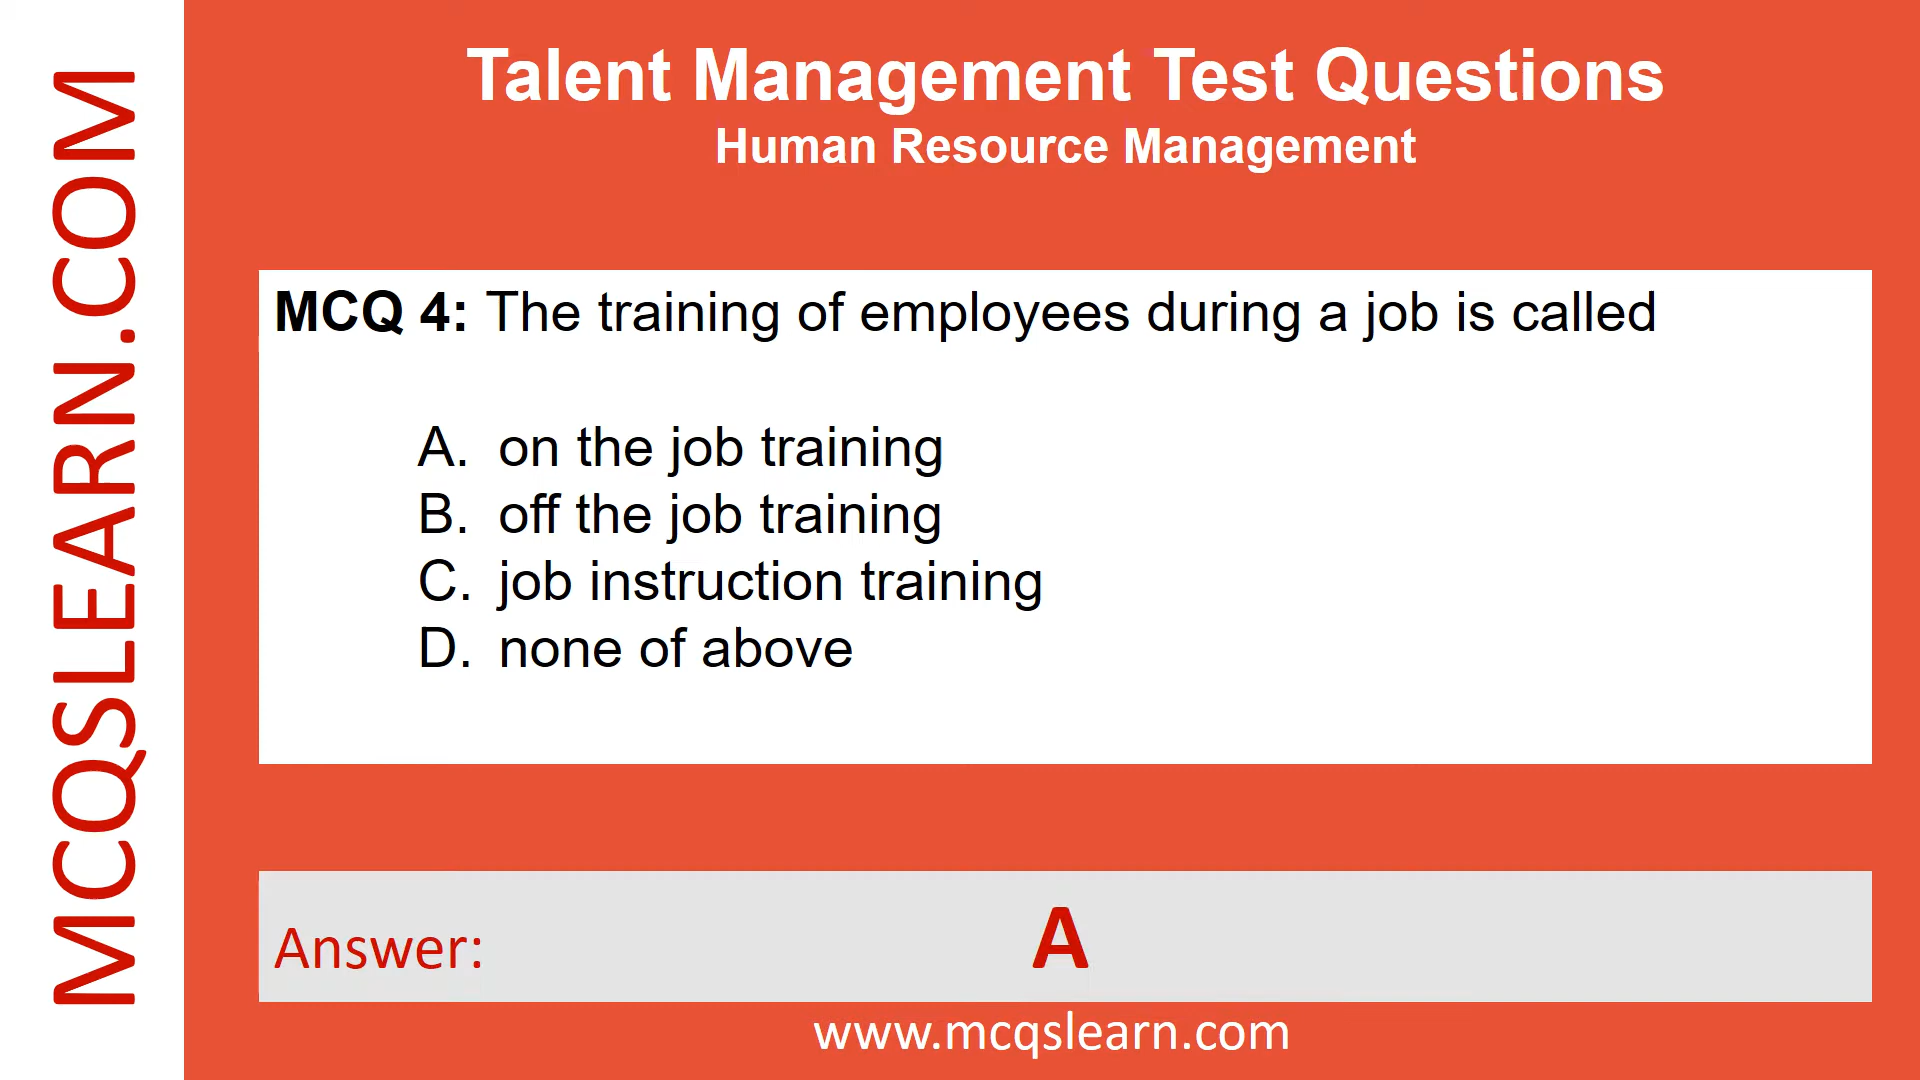 MCQSLEARN.COM
Talent Management Test Questions
Human Resource Management
MCQ 4: The training of employees during a job is called
A. on the job training
B. off the job training
C. job instruction training
D. none of above
Answer: A
www.mcqslearn.com